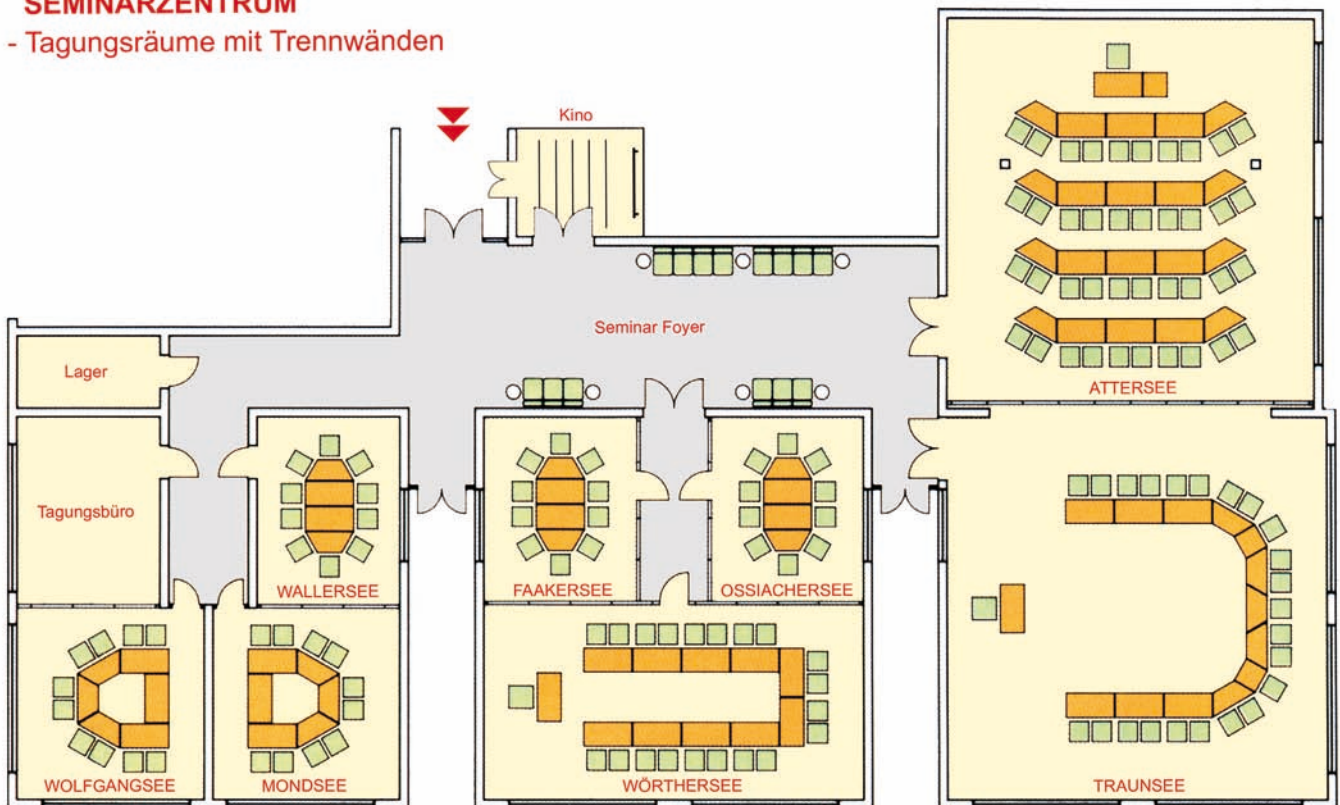 SEMINARZENTRUM
- Tagungsräume mit Trennwänden
Kino
Seminar Foyer
Lager
ATTERSEE
Tagungsbüro
WALLERSEE
FAAKERSEE
OSSIACHERSEE
WOLFGANGSEE
MONDSEE
WÖRTHERSEE
TRAUNSEE